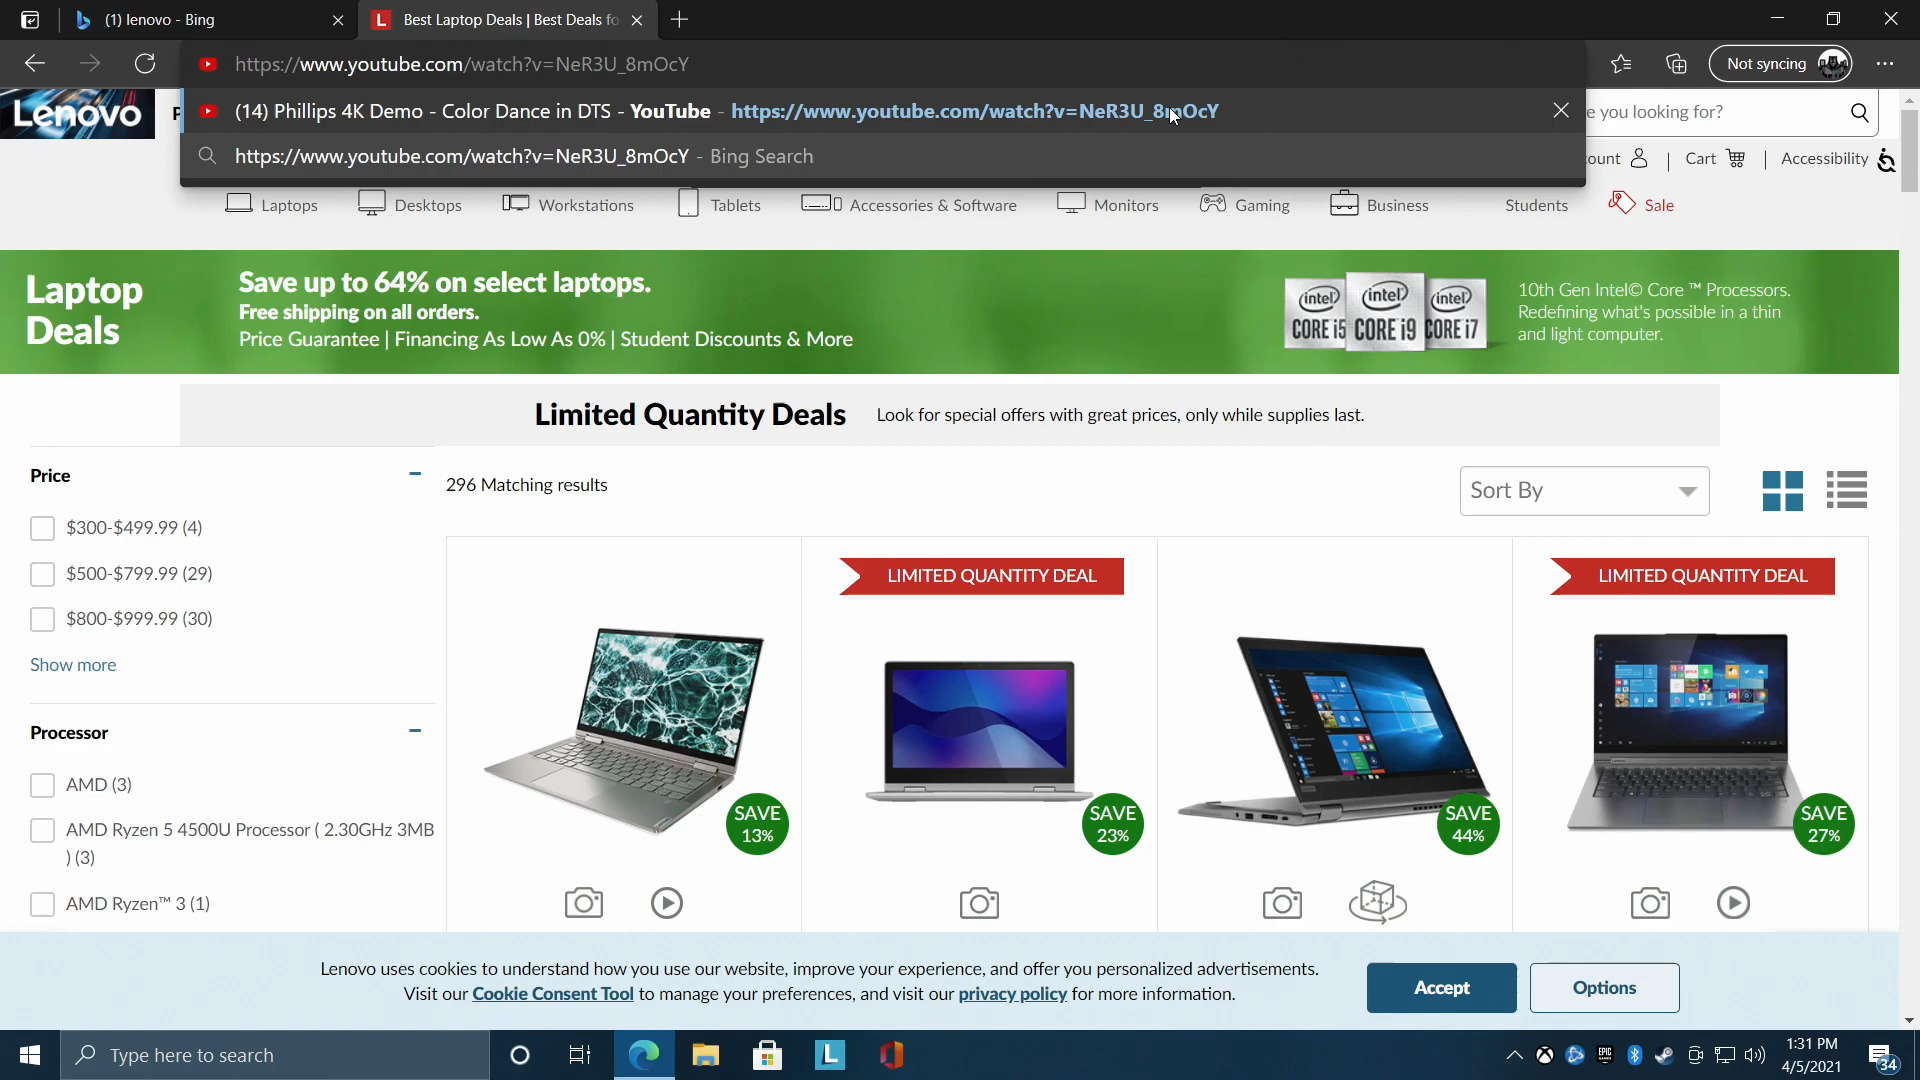 (1) lenovo - Bing
Best Laptop Deals | Best Deals fo
https://www.youtube.com/watch?v=NeR3U_8mOcY
Not syncing
(14) Phillips 4K Demo - Color Dance in DTS - YouTube - https://www.youtube.com/watch?v=NeR3U_8mOcY
https://www.youtube.com/watch?v=NeR3U_8mOcY - Bing Search
Lenovo
P
e you looking for?
ount
Cart
Accessibility
Laptops
Desktops
Workstations
Tablets
Accessories & Software
Monitors
Gaming
Business
Students
Sale
Laptop
Deals
Save up to 64% on select laptops.
Free shipping on all orders.
Price Guarantee | Financing As Low As 0% | Student Discounts & More
intel
CORE i5
intel
CORE i9
intel
CORE i7
10th Gen Intel© Core ™ Processors.
Redefining what's possible in a thin
and light computer.
Limited Quantity Deals
Look for special offers with great prices, only while supplies last.
Price
$300-$499.99 (4)
$500-$799.99 (29)
$800-$999.99 (30)
Show more
Processor
AMD (3)
AMD Ryzen 5 4500U Processor ( 2.30GHz 3MB
) (3)
AMD Ryzen™ 3 (1)
296 Matching results
Sort By
LIMITED QUANTITY DEAL
LIMITED QUANTITY DEAL
SAVE
13%
SAVE
23%
SAVE
44%
SAVE
27%
Lenovo uses cookies to understand how you use our website, improve your experience, and offer you personalized advertisements.
Visit our Cookie Consent Tool to manage your preferences, and visit our privacy policy for more information.
Accept
Options
Type here to search
L
EPIC
1:31 PM
4/5/2021
34